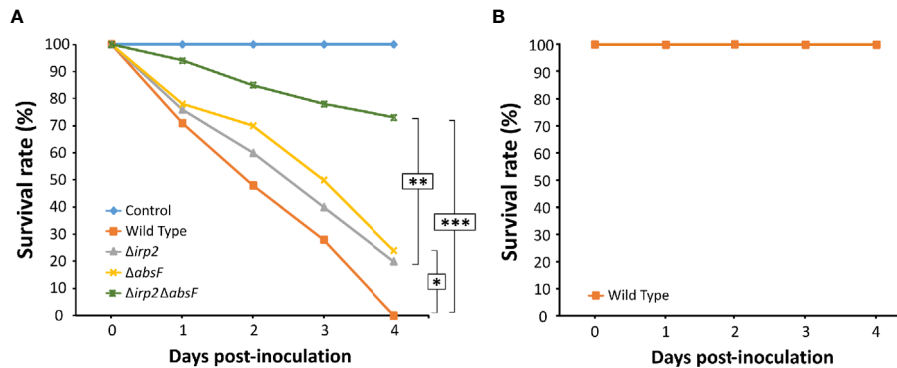 A
Survival rate (%)
100
90
80
70
60
50
40
30
20
10
0
0 1 2 3 4
Days post-inoculation
Control
Wild Type
Δirp2
ΔabsF
Δirp2ΔabsF
**
***
*
B
Survival rate (%)
100
90
80
70
60
50
40
30
20
10
0
0 1 2 3 4
Days post-inoculation
Wild Type